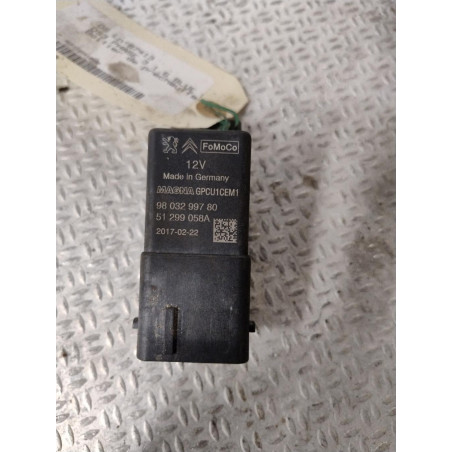 FoMoCo
12V
Made in Germany
MAGNA GPCU1CEM1
98 032 997 80
51 299 058A
2017-02-22